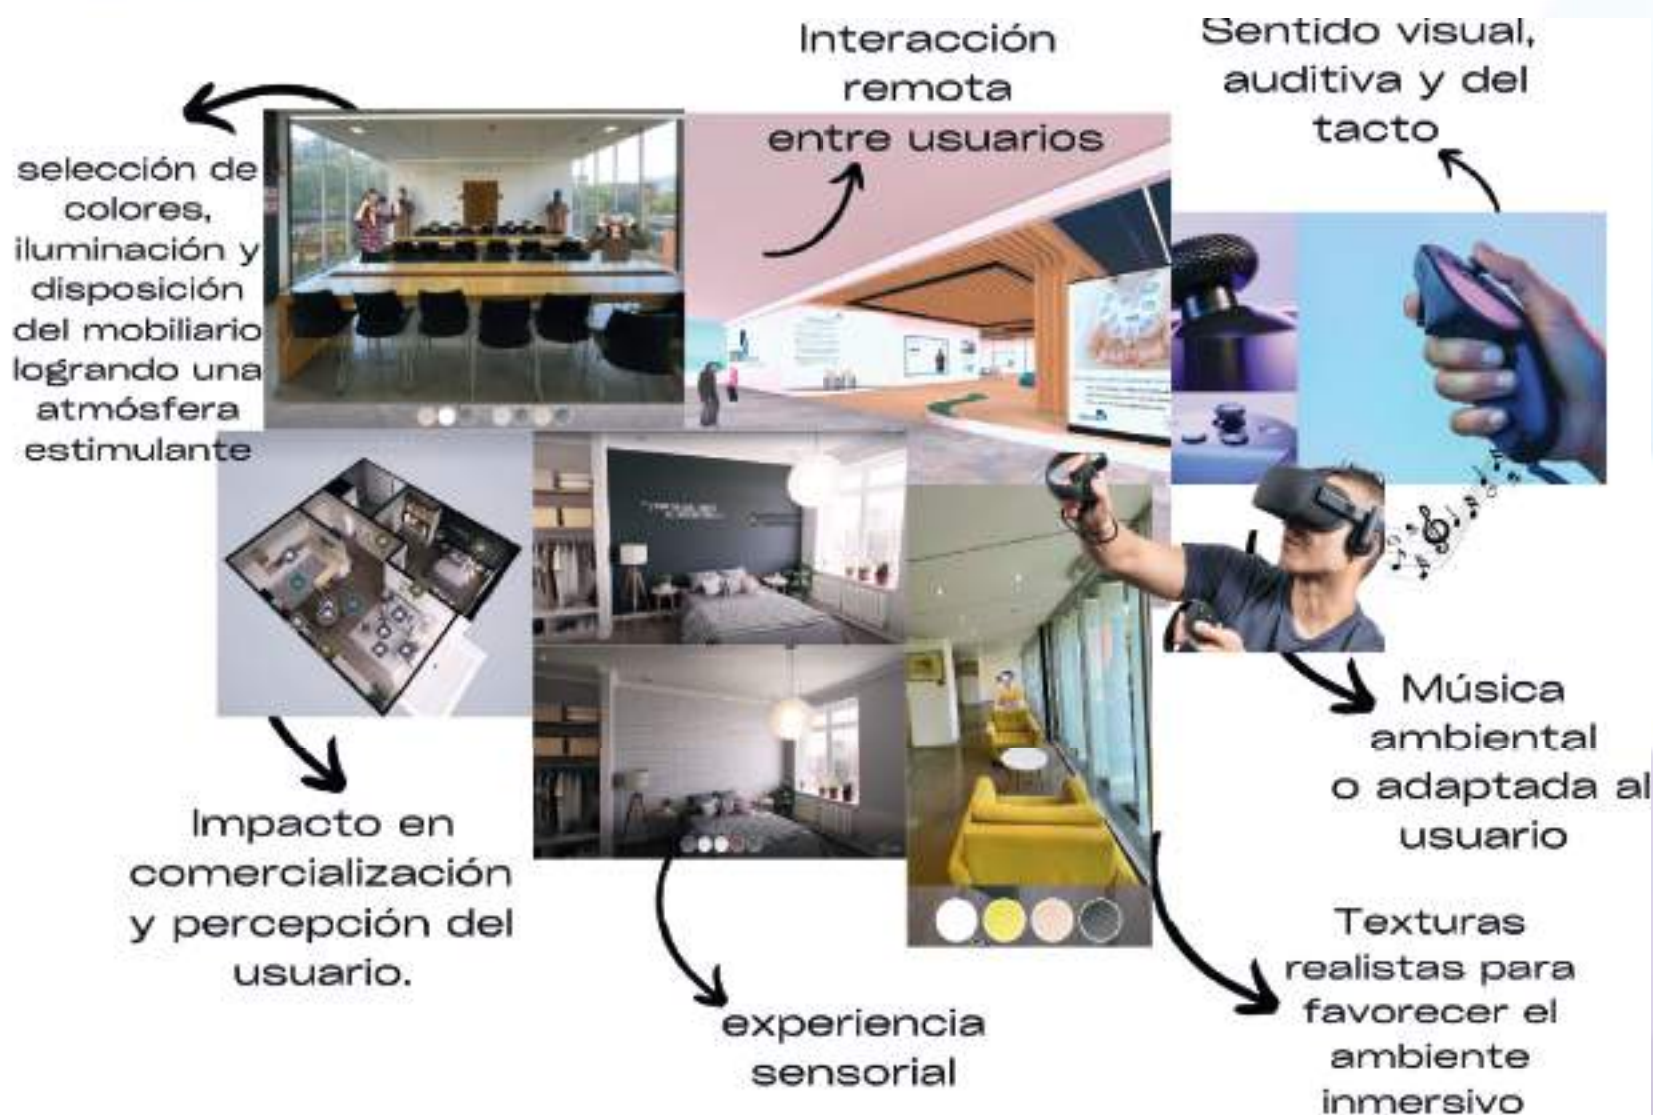 Interacción
remota
entre usuarios
Sentido visual,
auditiva y del
tacto
selección de
colores,
iluminación y
disposición
del mobiliario
logrando una
atmósfera
estimulante
Música
ambiental
o adaptada al
usuario
Impacto en
comercialización
y percepción del
usuario.
Texturas
realistas para
favorecer el
ambiente
inmersivo
experiencia
sensorial